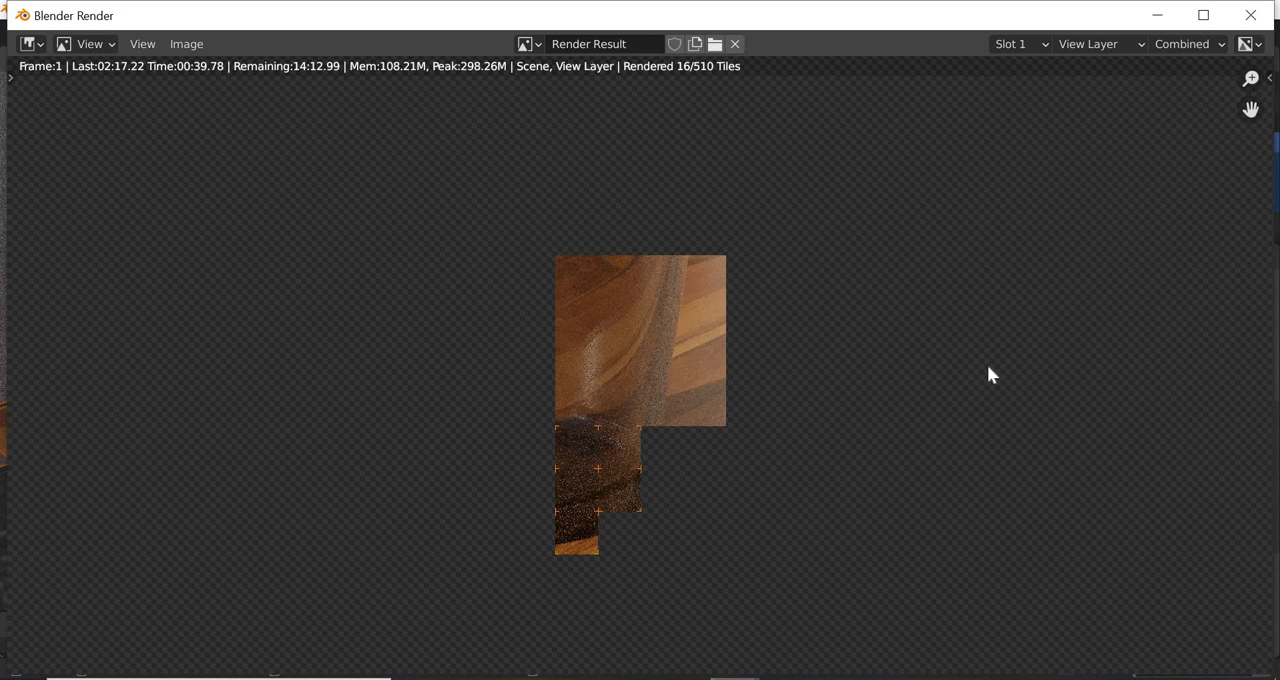 Blender Render
View View Image Render Result Slot 1 View Layer Combined
Frame:1 | Last:02:17.22 Time:00:39.78 | Remaining:14:12.99 | Mem:108.21M, Peak:298.26M | Scene, View Layer | Rendered 16/510 Tiles